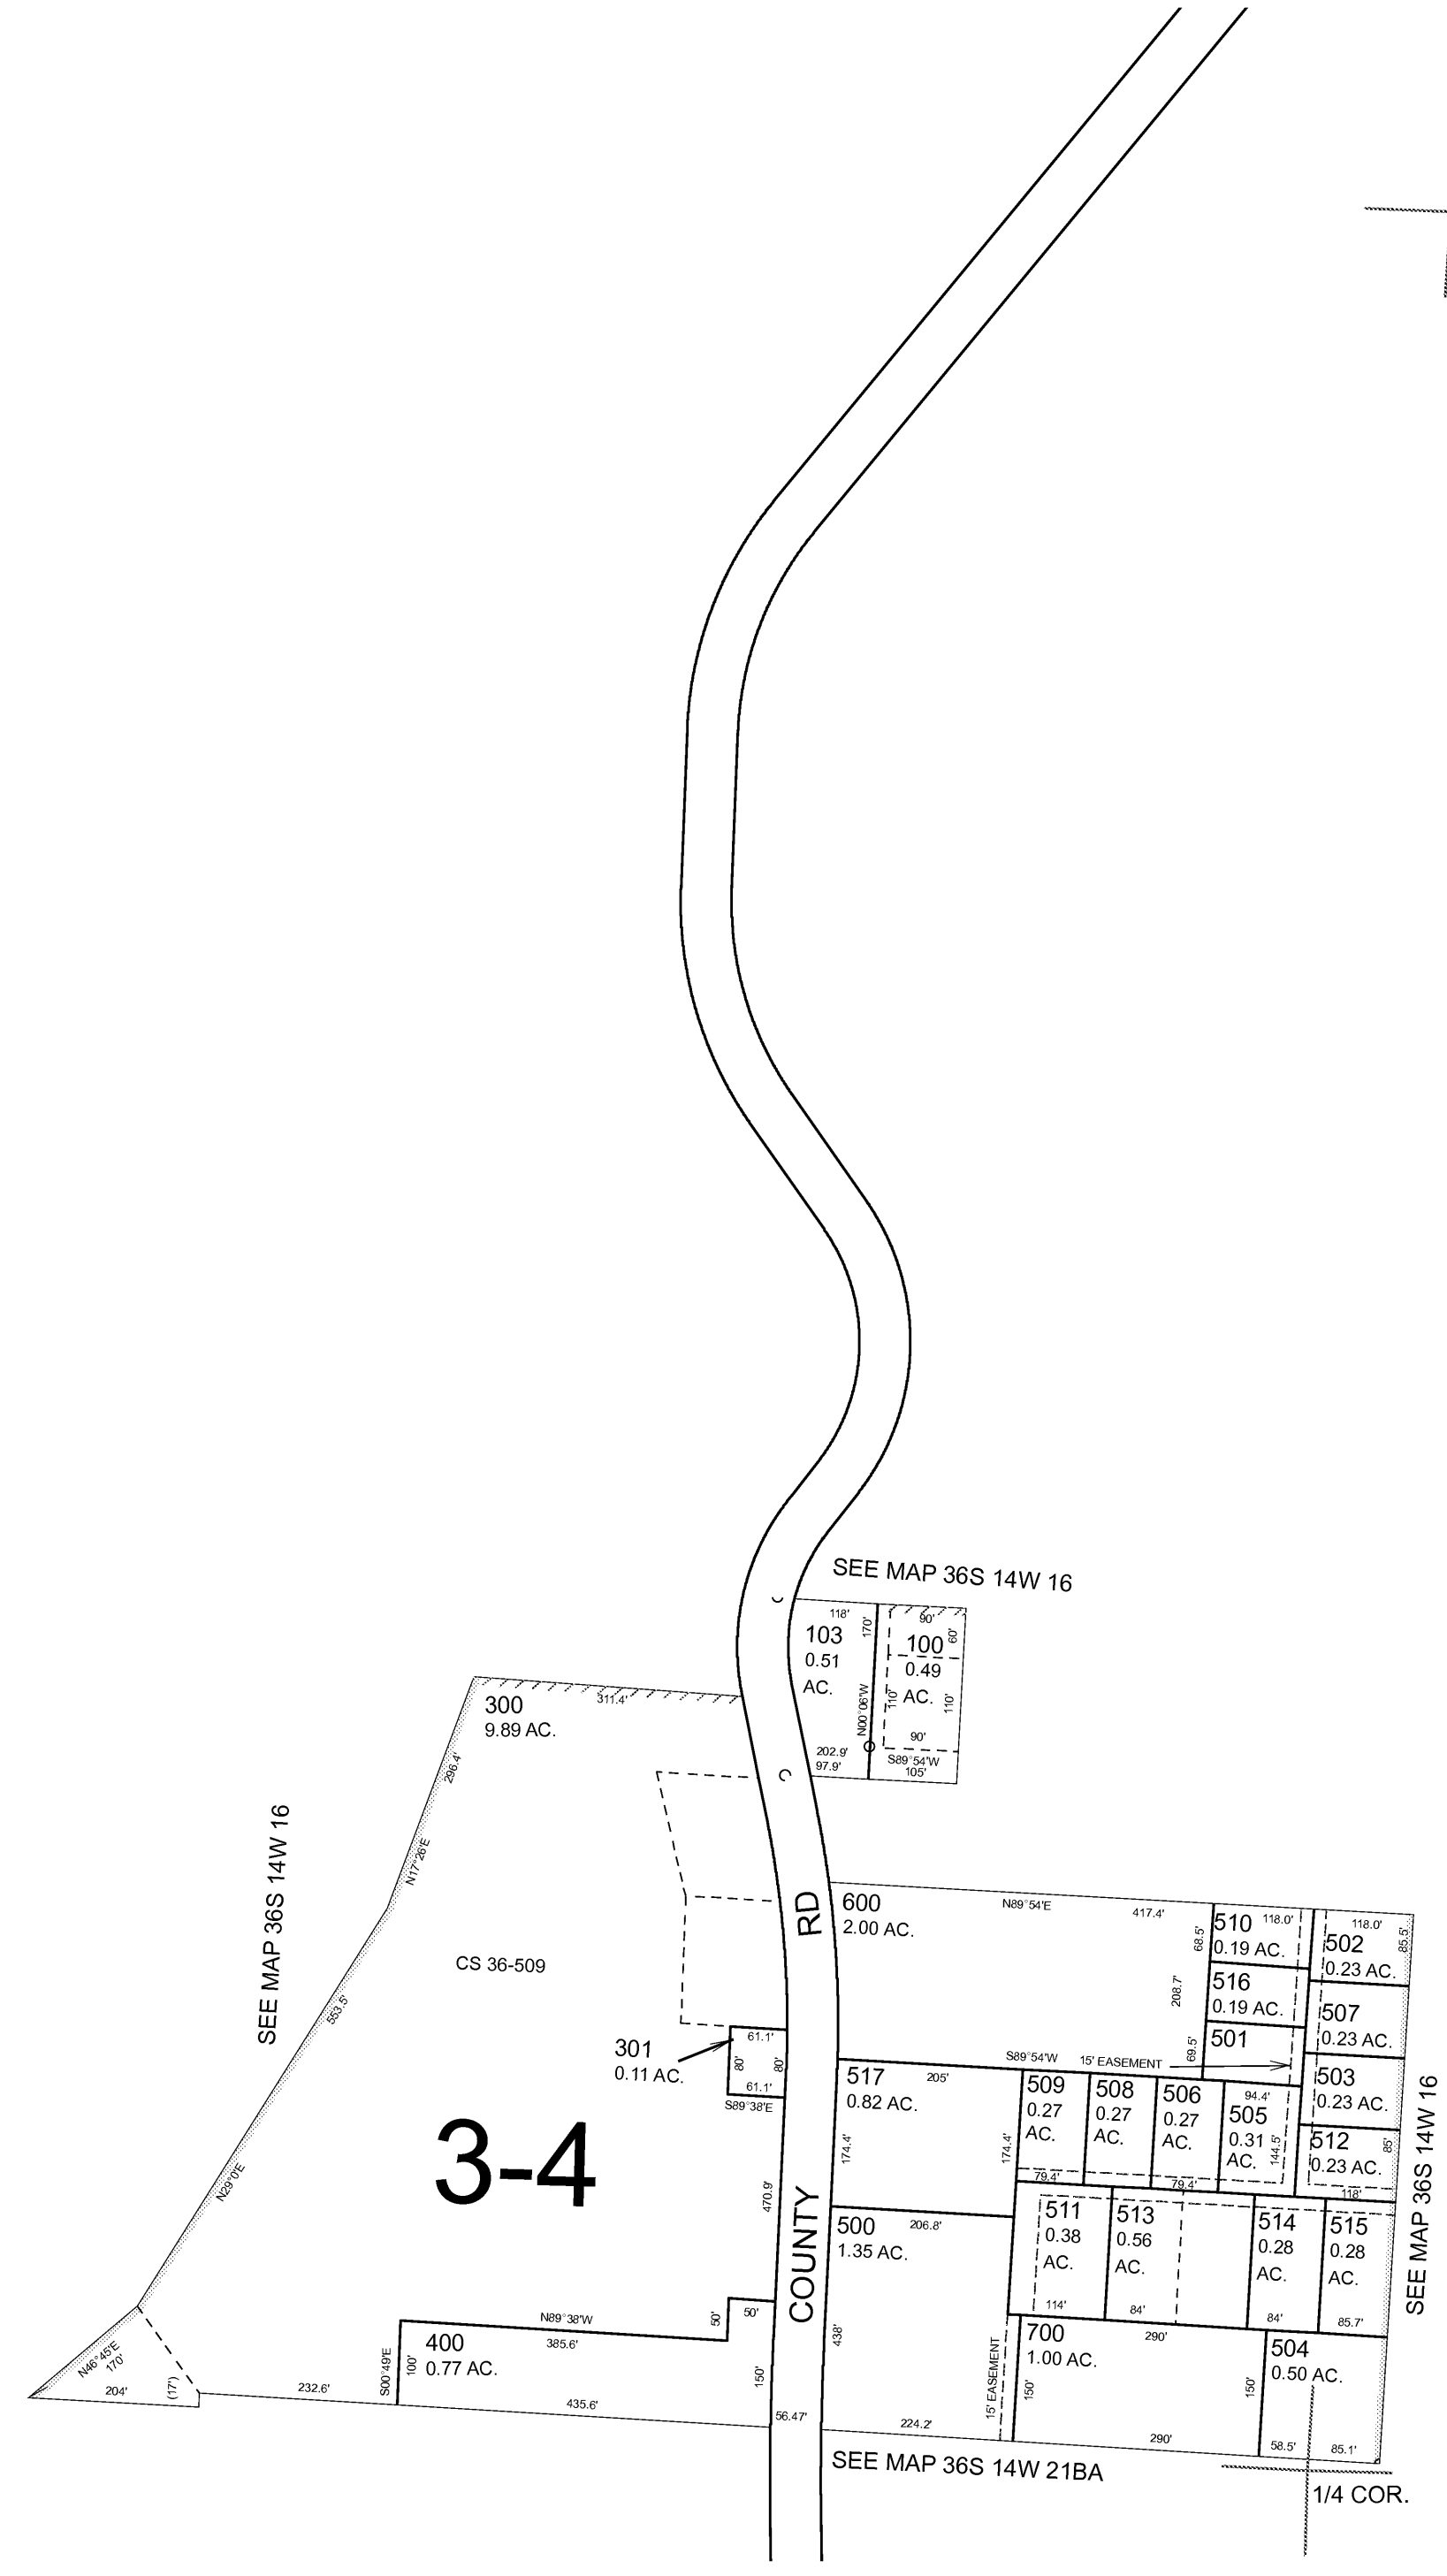 SEE MAP 36S 14W 16
118'
103
0.51
AC.
170'
N00°06'W
202.9'
97.9'
90'
60'
100
0.49
AC.
110'
110'
90'
S89°54'W
105'
300
9.89 AC.
311.4'
296.4'
N17°26'E
SEE MAP 36S 14W 16
CS 36-509
553.5'
N29°0'E
301
0.11 AC.
61.1'
80'
80'
61.1'
S89°38'E
3-4
470.9'
COUNTY RD
600
2.00 AC.
N89°54'E
417.4'
68.5'
208.7'
69.5'
510
118.0'
0.19 AC.
516
0.19 AC.
501
118.0'
85.5'
502
0.23 AC.
507
0.23 AC.
503
0.23 AC.
512
0.23 AC.
85'
118'
S89°54'W
15' EASEMENT
517
205'
0.82 AC.
174.4'
174.4'
509
0.27
AC.
508
0.27
AC.
506
0.27
AC.
94.4'
505
0.31
AC.
144.5'
79.4'
79.4'
500
206.8'
1.35 AC.
438'
511
0.38
AC.
114'
513
0.56
AC.
84'
514
0.28
AC.
84'
515
0.28
AC.
85.7'
SEE MAP 36S 14W 16
700
290'
1.00 AC.
150'
15' EASEMENT
150'
290'
504
0.50 AC.
58.5'
85.1'
N89°38'W
385.6'
50'
50'
400
0.77 AC.
S00°49'E
100'
150'
435.6'
N46°45'E
170'
204'
(17')
232.6'
56.47'
224.2'
SEE MAP 36S 14W 21BA
1/4 COR.